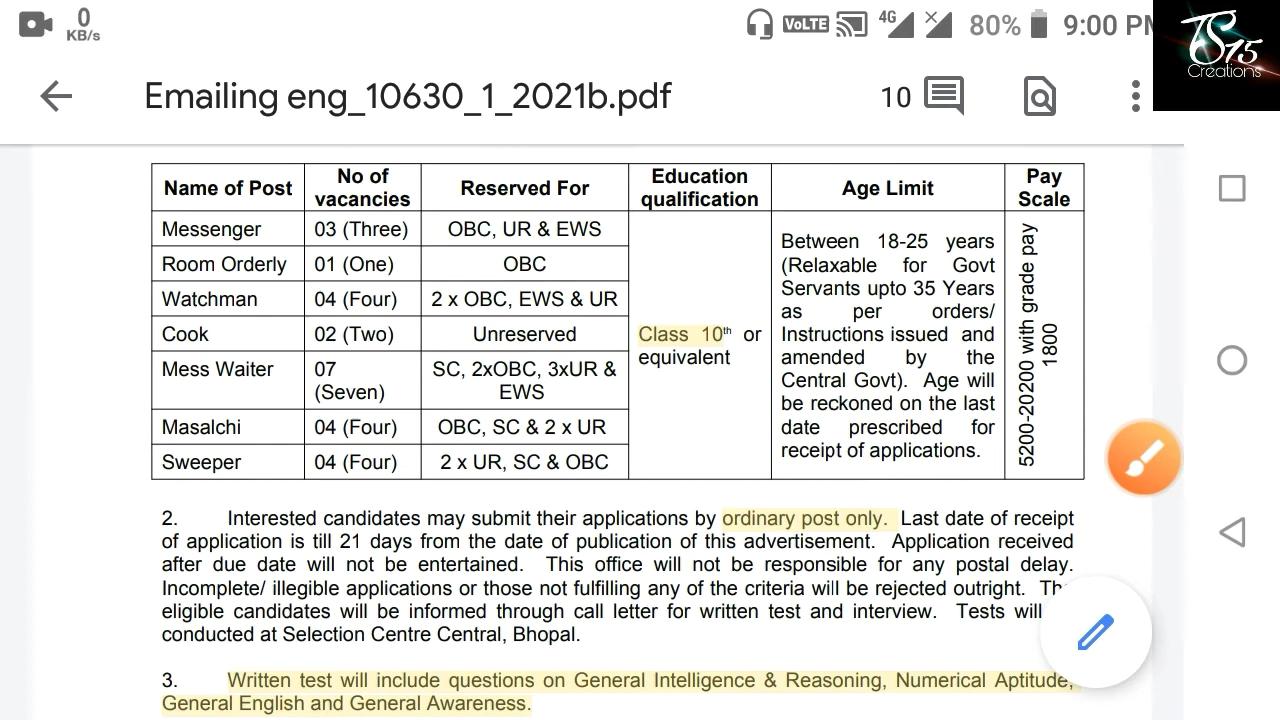 0
KB/s
VoLTE 4G 80% 9:00 P
TS15
Creations
Emailing eng_10630_1_2021b.pdf 10
Name of Post No of vacancies Reserved For Education qualification Age Limit Pay Scale
Messenger 03 (Three) OBC, UR & EWS
Room Orderly 01 (One) OBC
Watchman 04 (Four) 2 x OBC, EWS & UR
Cook 02 (Two) Unreserved
Mess Waiter 07 (Seven) SC, 2xOBC, 3xUR & EWS
Masalchi 04 (Four) OBC, SC & 2 x UR
Sweeper 04 (Four) 2 x UR, SC & OBC
Class 10th or
equivalent
Between 18-25 years
(Relaxable for Govt
Servants upto 35 Years
as per orders/
Instructions issued and
amended by the
Central Govt). Age will
be reckoned on the last
date prescribed for
receipt of applications.
5200-20200 with grade pay
1800
2. Interested candidates may submit their applications by ordinary post only. Last date of receipt
of application is till 21 days from the date of publication of this advertisement. Application received
after due date will not be entertained. This office will not be responsible for any postal delay.
Incomplete/ illegible applications or those not fulfilling any of the criteria will be rejected outright. Th
eligible candidates will be informed through call letter for written test and interview. Tests will
conducted at Selection Centre Central, Bhopal.
3. Written test will include questions on General Intelligence & Reasoning, Numerical Aptitude,
General English and General Awareness.